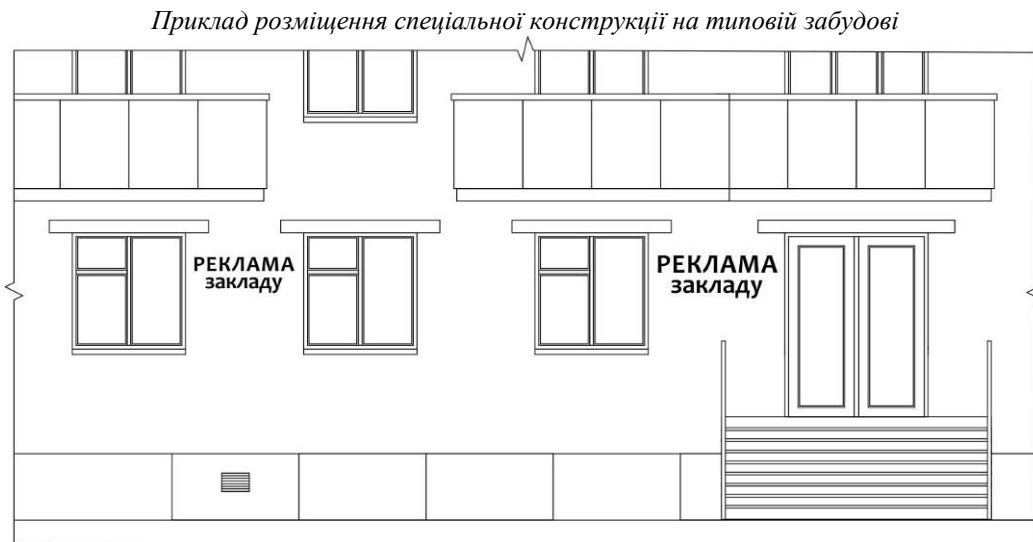 Приклад розміщення спеціальної конструкції на типовій забудові
РЕКЛАМА
закладу
РЕКЛАМА
закладу